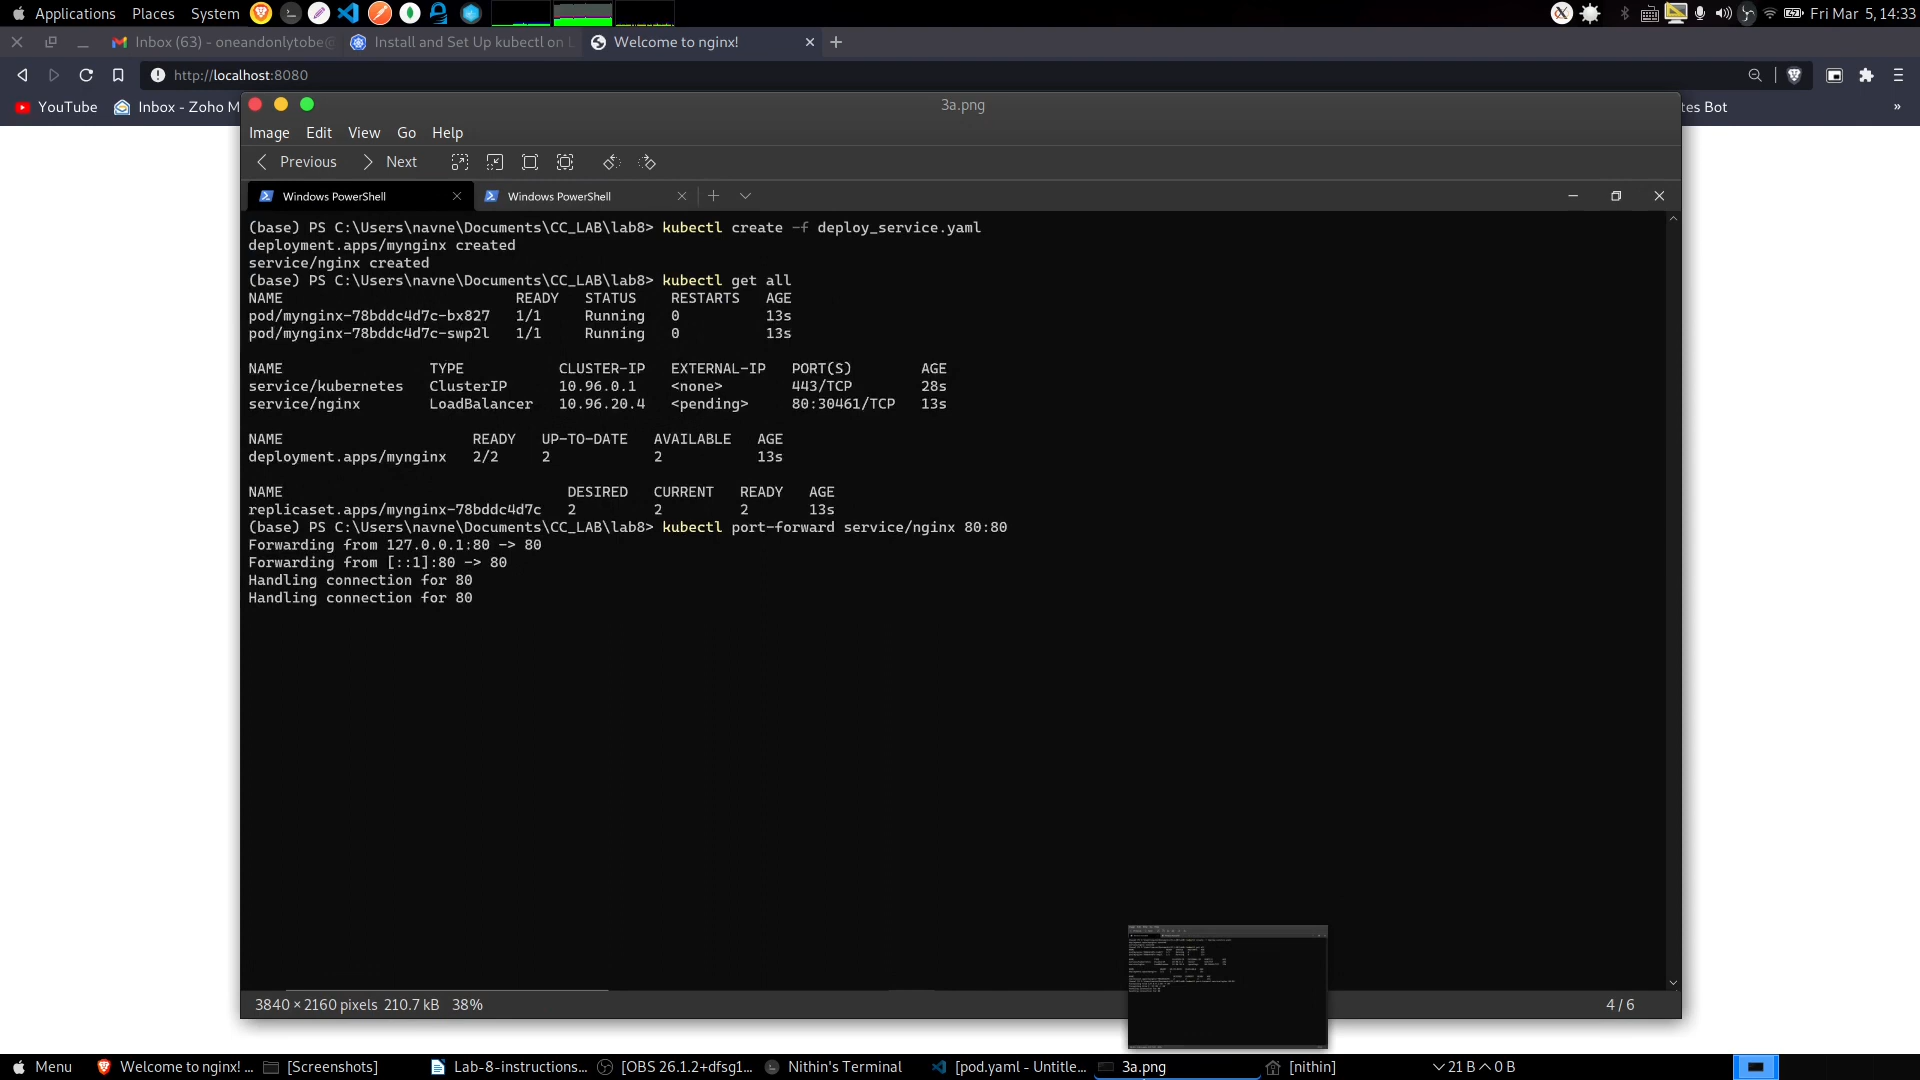 Applications Places System Fri Mar 5, 14:33
Inbox (63) - oneandonlytobe@ Install and Set Up kubectl on L Welcome to nginx!
http://localhost:8080
YouTube Inbox - Zoho M tes Bot »
3a.png
Image Edit View Go Help
Previous Next
Windows PowerShell Windows PowerShell
(base) PS C:\Users\navne\Documents\CC_LAB\lab8> kubectl create -f deploy_service.yaml
deployment.apps/mynginx created
service/nginx created
(base) PS C:\Users\navne\Documents\CC_LAB\lab8> kubectl get all
NAME READY STATUS RESTARTS AGE
pod/mynginx-78bddc4d7c-bx827 1/1 Running 0 13s
pod/mynginx-78bddc4d7c-swp2l 1/1 Running 0 13s
NAME TYPE CLUSTER-IP EXTERNAL-IP PORT(S) AGE
service/kubernetes ClusterIP 10.96.0.1 <none> 443/TCP 28s
service/nginx LoadBalancer 10.96.20.4 <pending> 80:30461/TCP 13s
NAME READY UP-TO-DATE AVAILABLE AGE
deployment.apps/mynginx 2/2 2 2 13s
NAME DESIRED CURRENT READY AGE
replicaset.apps/mynginx-78bddc4d7c 2 2 2 13s
(base) PS C:\Users\navne\Documents\CC_LAB\lab8> kubectl port-forward service/nginx 80:80
Forwarding from 127.0.0.1:80 -> 80
Forwarding from [::1]:80 -> 80
Handling connection for 80
Handling connection for 80
3840 × 2160 pixels 210.7 kB 38% 4 / 6
Menu Welcome to nginx! ... [Screenshots] Lab-8-instructions... [OBS 26.1.2+dfsg1... Nithin's Terminal [pod.yaml - Untitle... 3a.png [nithin] 21 B 0 B